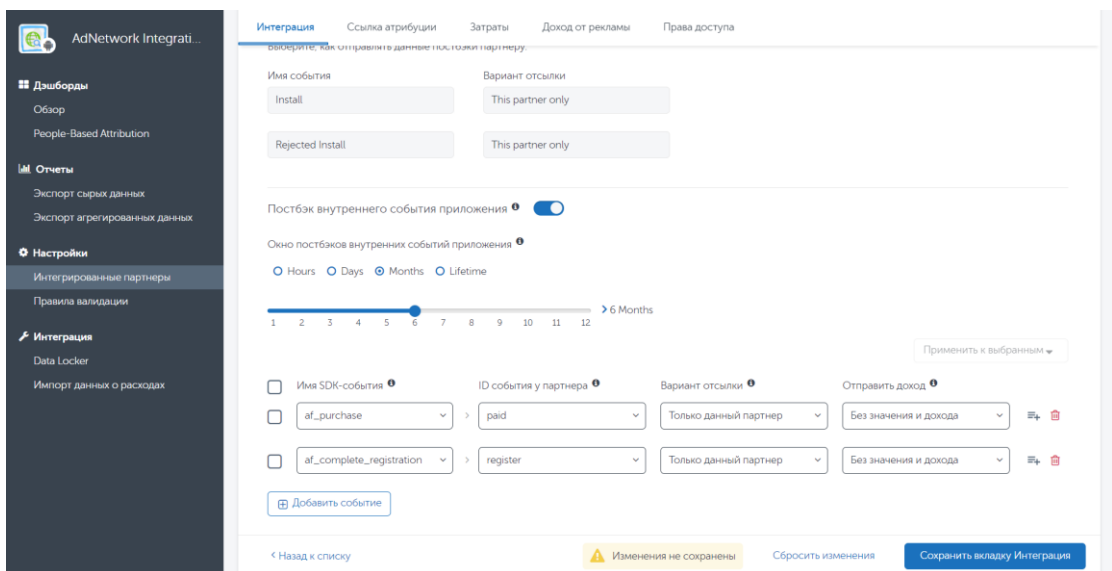 AdNetwork Integrati...
Дэшборды
Обзор
People-Based Attribution
Отчеты
Экспорт сырых данных
Экспорт агрегированных данных
Настройки
Интегрированные партнеры
Правила валидации
Интеграция
Data Locker
Импорт данных о расходах
Интеграция Ссылка атрибуции Затраты Доход от рекламы Права доступа
Выберите, как отправлять данные постбэки партнеру.
Имя события Вариант отсылки
Install This partner only
Rejected Install This partner only
Постбэк внутреннего события приложения
Окно постбэков внутренних событий приложения
Hours Days Months Lifetime
> 6 Months
1 2 3 4 5 6 7 8 9 10 11 12
Применить к выбранным
Имя SDK-события ID события у партнера Вариант отсылки Отправить доход
af_purchase > paid Только данный партнер Без значения и дохода
af_complete_registration > register Только данный партнер Без значения и дохода
Добавить событие
< Назад к списку Изменения не сохранены Сбросить изменения Сохранить вкладку Интеграция